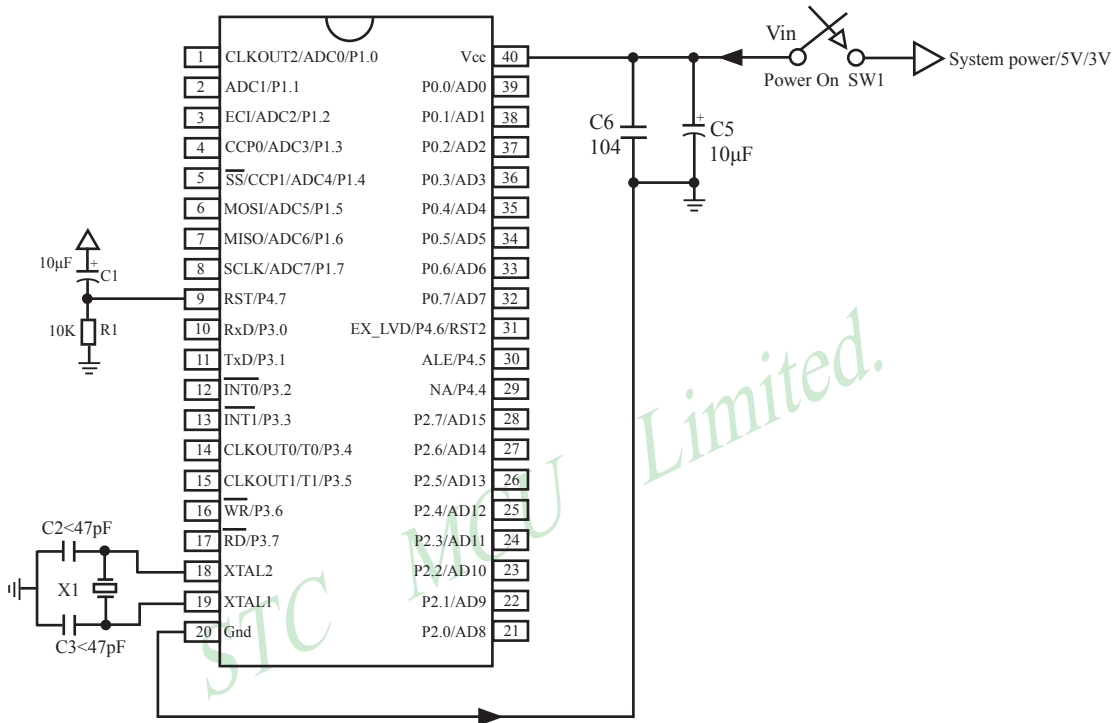 1 CLKOUT2/ADC0/P1.0
2 ADC1/P1.1
3 ECI/ADC2/P1.2
4 CCP0/ADC3/P1.3
5 SS/CCP1/ADC4/P1.4
6 MOSI/ADC5/P1.5
7 MISO/ADC6/P1.6
8 SCLK/ADC7/P1.7
9 RST/P4.7
10 RxD/P3.0
11 TxD/P3.1
12 INT0/P3.2
13 INT1/P3.3
14 CLKOUT0/T0/P3.4
15 CLKOUT1/T1/P3.5
16 WR/P3.6
17 RD/P3.7
18 XTAL2
19 XTAL1
20 Gnd
Vcc 40
P0.0/AD0 39
P0.1/AD1 38
P0.2/AD2 37
P0.3/AD3 36
P0.4/AD4 35
P0.5/AD5 34
P0.6/AD6 33
P0.7/AD7 32
EX_LVD/P4.6/RST2 31
ALE/P4.5 30
NA/P4.4 29
P2.7/AD15 28
P2.6/AD14 27
P2.5/AD13 26
P2.4/AD12 25
P2.3/AD11 24
P2.2/AD10 23
P2.1/AD9 22
P2.0/AD8 21
Vin
Power On SW1
System power/5V/3V
C6
104
+
C5
10μF
10μF
+
C1
10K
R1
C2<47pF
X1
C3<47pF
STC MCU Limited.